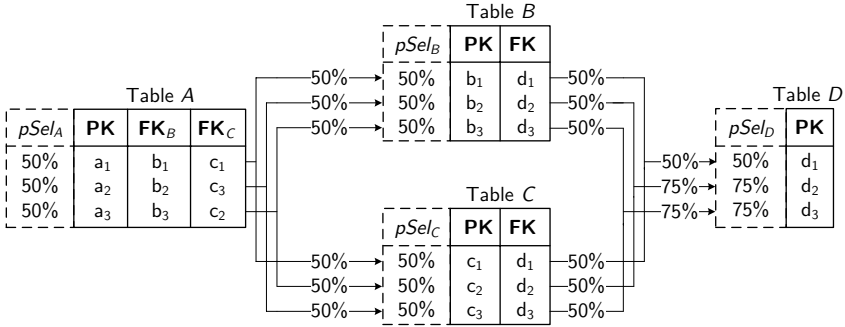 Table B
pSel_B PK FK
50% 50% b₁ d₁ 50%
50% 50% b₂ d₂ 50%
50% 50% b₃ d₃ 50%
Table A
pSel_A PK FK_B FK_C
50% a₁ b₁ c₁
50% a₂ b₂ c₃
50% a₃ b₃ c₂
Table D
pSel_D PK
50% 50% d₁
75% 75% d₂
75% 75% d₃
Table C
pSel_C PK FK
50% 50% c₁ d₁ 50%
50% 50% c₂ d₂ 50%
50% 50% c₃ d₃ 50%